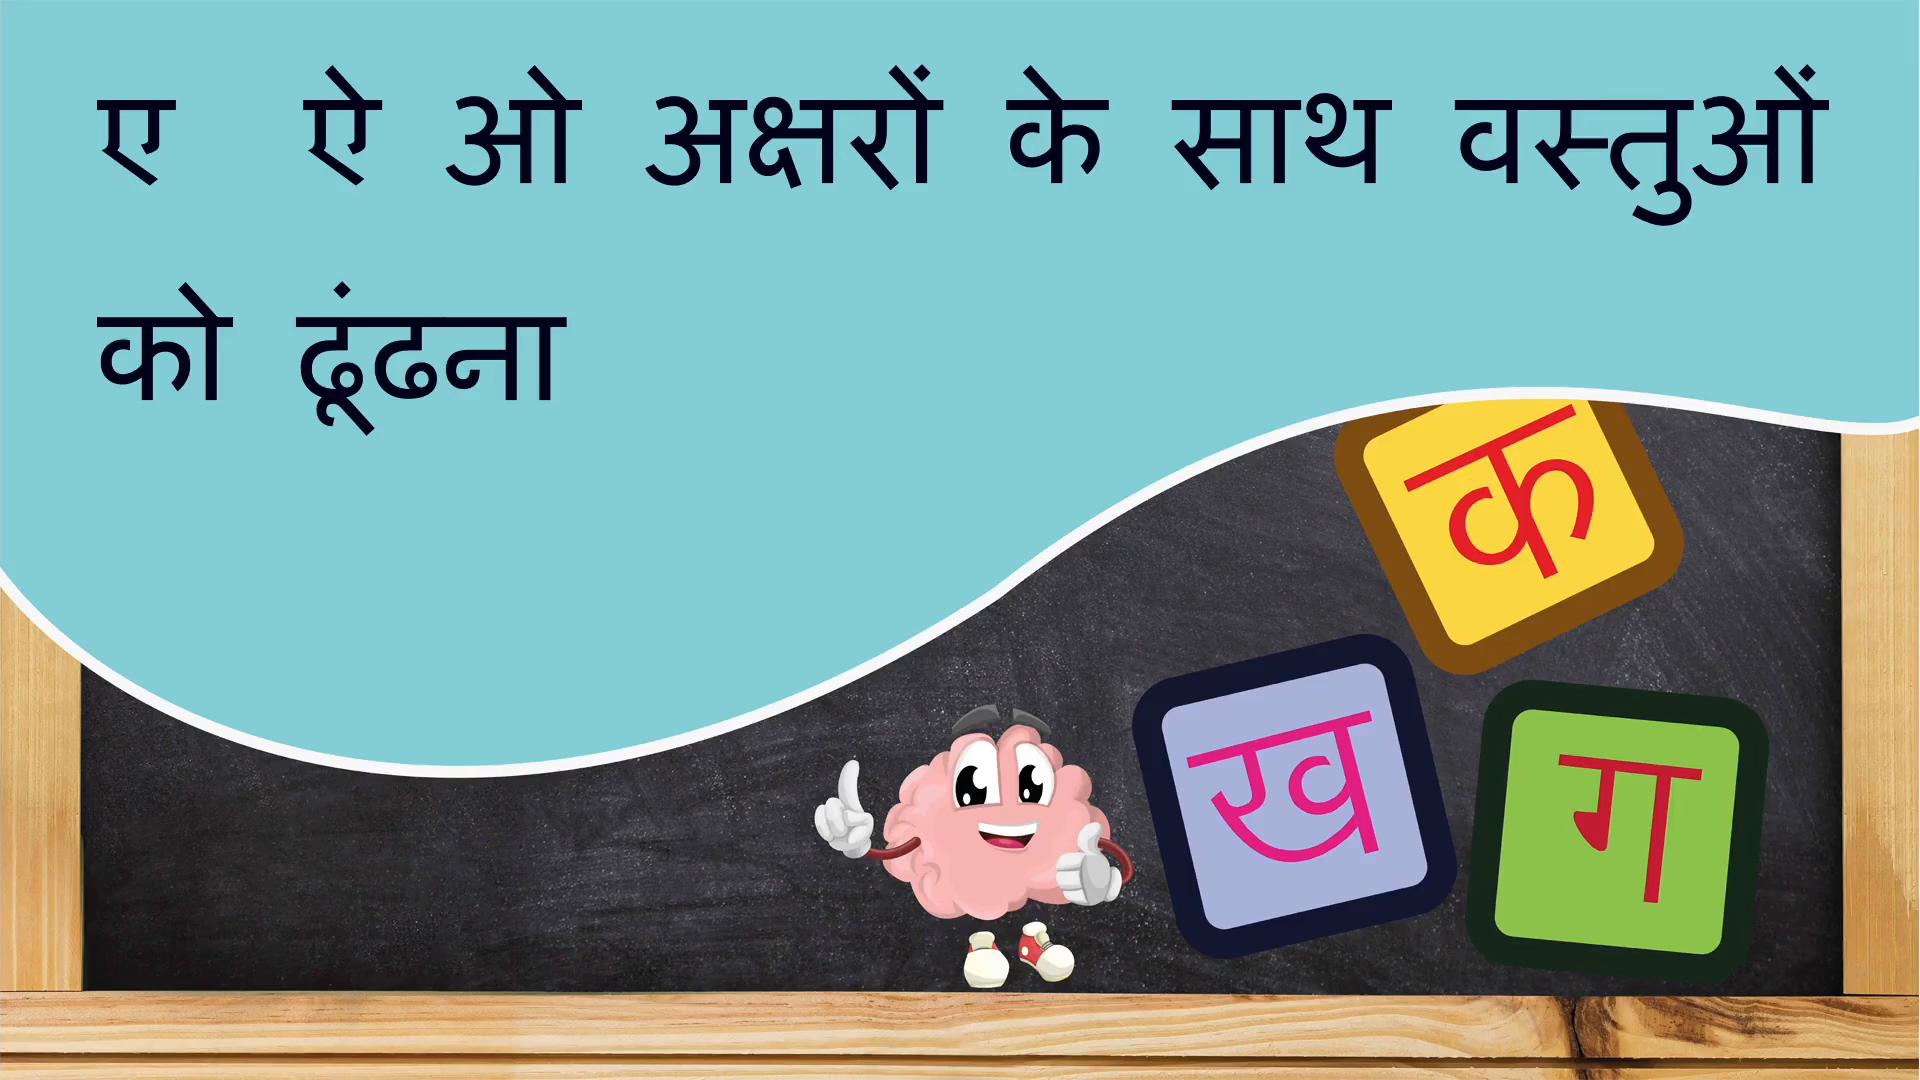 ए ऐ ओ अक्षरों के साथ वस्तुओं
को ढूंढना
क
ख
ग